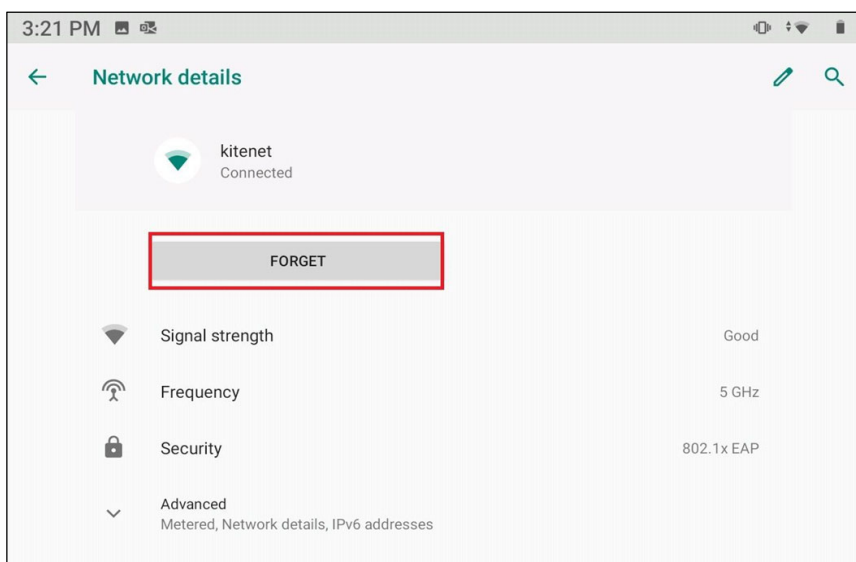 3:21 PM
Network details
kitenet
Connected
FORGET
Signal strength
Good
Frequency
5 GHz
Security
802.1x EAP
Advanced
Metered, Network details, IPv6 addresses